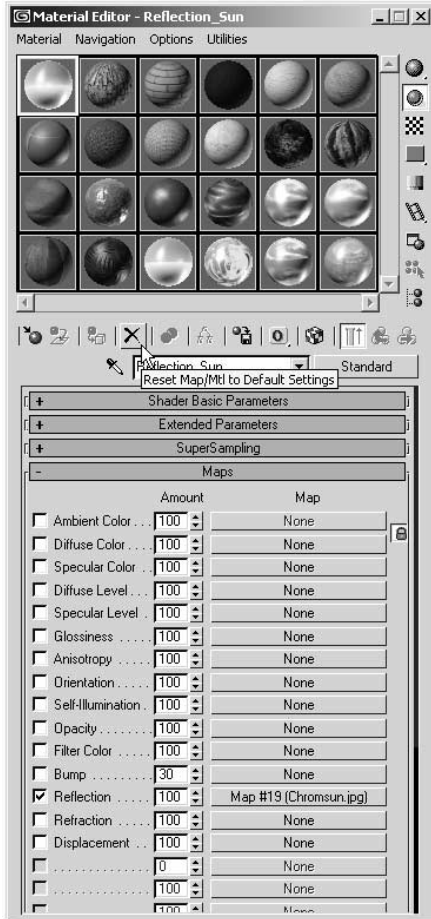 Material Editor - Reflection_Sun
Material Navigation Options Utilities
Standard
Reset Map/Mtl to Default Settings
+ Shader Basic Parameters
+ Extended Parameters
+ SuperSampling
- Maps
Amount Map
Ambient Color . . . 100 None
Diffuse Color . . . . 100 None
Specular Color . . 100 None
Diffuse Level . . . 100 None
Specular Level . 100 None
Glossiness . . . . . 100 None
Anisotropy . . . . . 100 None
Orientation . . . . . 100 None
Self-Illumination . 100 None
Opacity . . . . . . . . 100 None
Filter Color . . . . . 100 None
Bump . . . . . . . . . 30 None
Reflection . . . . . 100 Map #19 (Chromsun.jpg)
Refraction . . . . . 100 None
Displacement . . 100 None
. . . . . . . . . . . . . . . 0 None
. . . . . . . . . . . . . . . 100 None
100 None